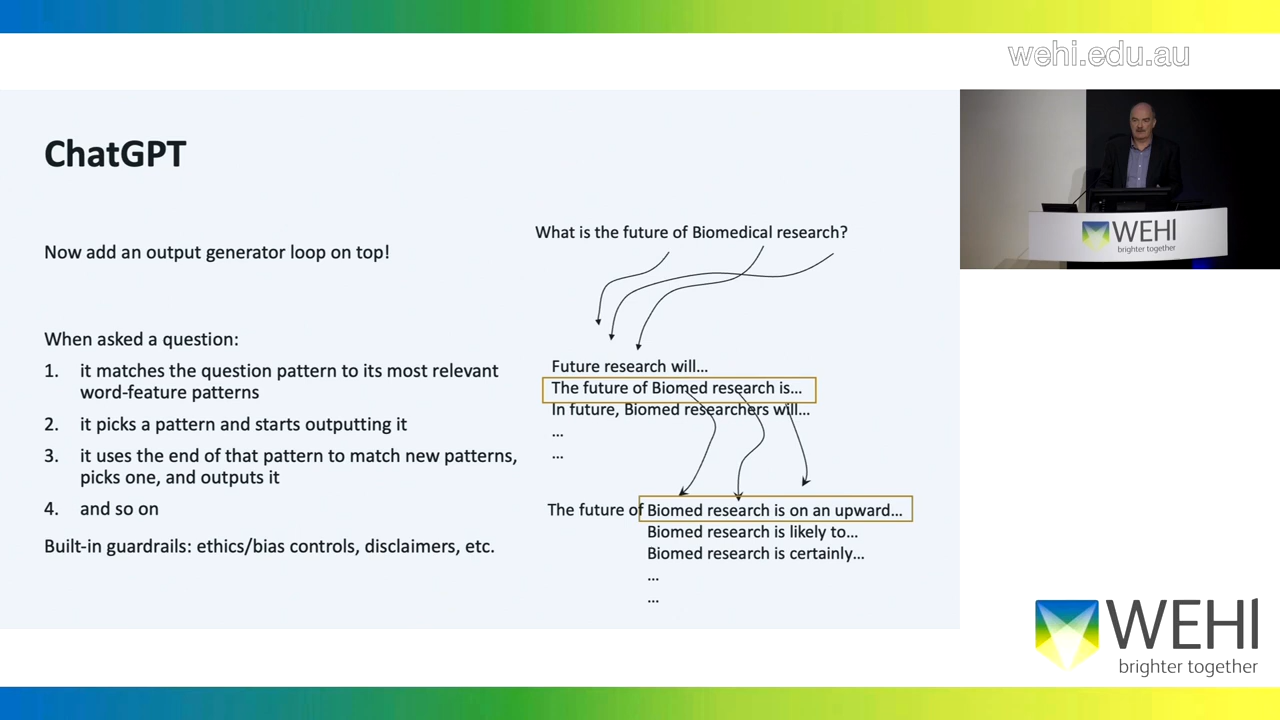 wehi.edu.au
ChatGPT
Now add an output generator loop on top!
When asked a question:
1. it matches the question pattern to its most relevant
word-feature patterns
2. it picks a pattern and starts outputting it
3. it uses the end of that pattern to match new patterns,
picks one, and outputs it
4. and so on
Built-in guardrails: ethics/bias controls, disclaimers, etc.
What is the future of Biomedical research?
Future research will...
The future of Biomed research is...
In future, Biomed researchers will...
...
...
The future of Biomed research is on an upward...
Biomed research is likely to...
Biomed research is certainly...
...
...
WEHI
brighter together
WEHI
brighter together